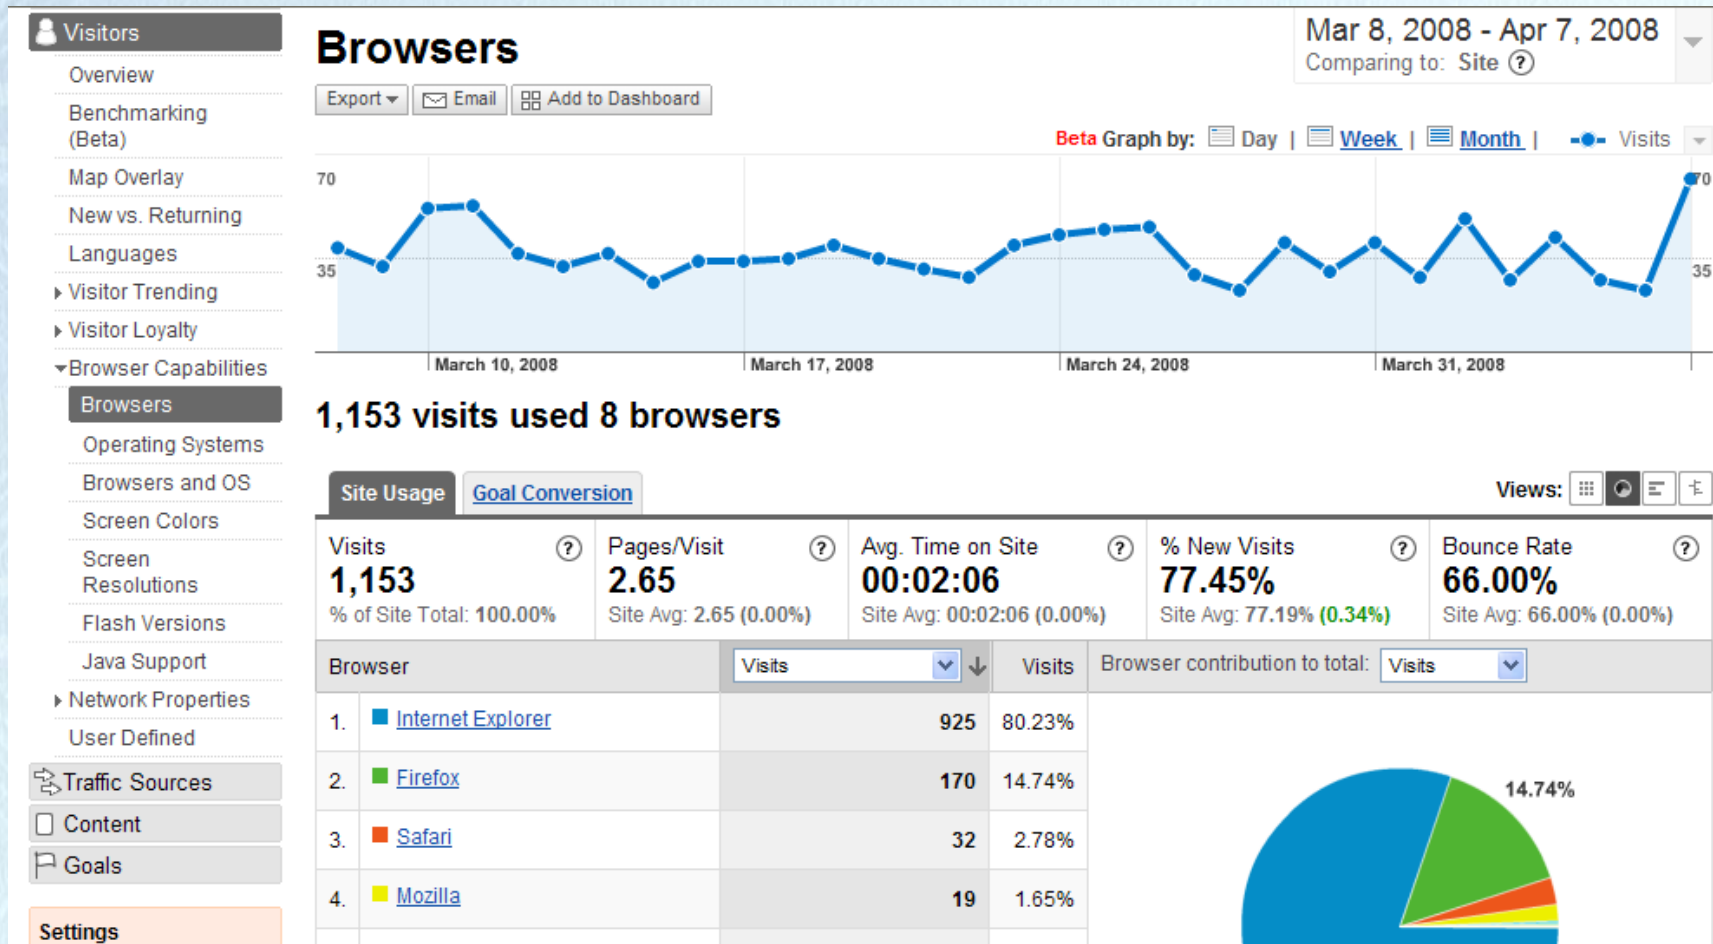 Visitors
Overview
Benchmarking
(Beta)
Map Overlay
New vs. Returning
Languages
Visitor Trending
Visitor Loyalty
Browser Capabilities
Browsers
Operating Systems
Browsers and OS
Screen Colors
Screen
Resolutions
Flash Versions
Java Support
Network Properties
User Defined
Traffic Sources
Content
Goals
Settings
Browsers
Mar 8, 2008 - Apr 7, 2008
Comparing to: Site ?
Export Email Add to Dashboard
Beta Graph by: Day | Week | Month | Visits
70 70
35 35
March 10, 2008 March 17, 2008 March 24, 2008 March 31, 2008
1,153 visits used 8 browsers
Site Usage Goal Conversion Views:
Visits ? Pages/Visit ? Avg. Time on Site ? % New Visits ? Bounce Rate ?
1,153 2.65 00:02:06 77.45% 66.00%
% of Site Total: 100.00% Site Avg: 2.65 (0.00%) Site Avg: 00:02:06 (0.00%) Site Avg: 77.19% (0.34%) Site Avg: 66.00% (0.00%)
Browser Visits Visits Browser contribution to total: Visits
1. Internet Explorer 925 80.23%
2. Firefox 170 14.74%
14.74%
3. Safari 32 2.78%
4. Mozilla 19 1.65%